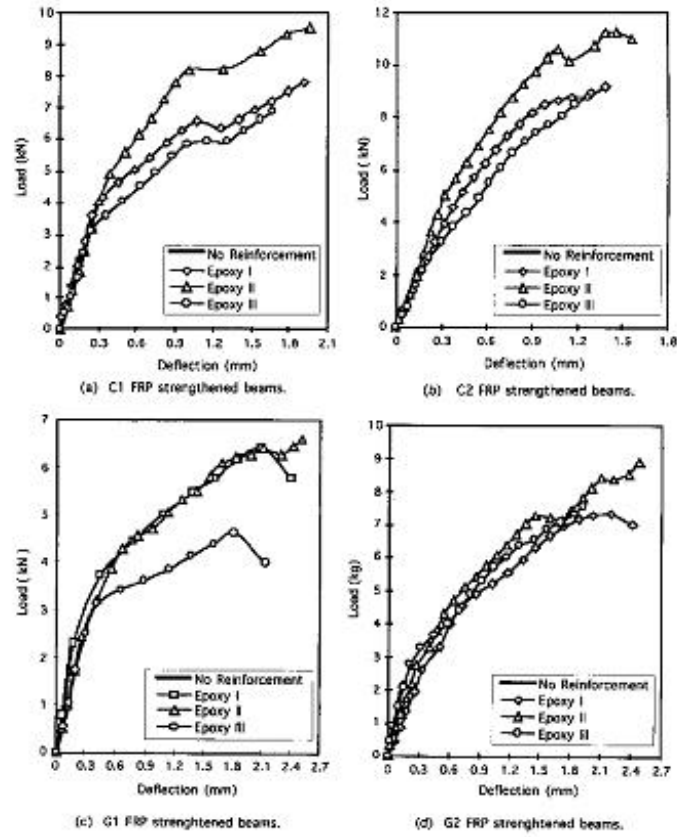 10
9
8
7
6
5
4
3
2
1
0
Load (kN)
No Reinforcement
Epoxy I
Epoxy II
Epoxy III
0 0.3 0.6 0.9 1.2 1.5 1.8 2.1
Deflection (mm)
(a) C1 FRP strengthened beams.
12
10
8
6
4
2
0
Load ( kN)
No Reinforcement
Epoxy I
Epoxy II
Epoxy III
0 0.3 0.6 0.9 1.2 1.5 1.8
Deflection (mm)
(b) C2 FRP strengthened beams.
7
6
5
4
3
2
1
0
Load ( kN)
No Reinforcement
Epoxy I
Epoxy II
Epoxy III
0 0.3 0.6 0.9 1.2 1.5 1.8 2.1 2.4 2.7
Deflection (mm)
(c) G1 FRP strenghtened beams.
10
9
8
7
6
5
4
3
2
1
0
Load (kg)
No Reinforcement
Epoxy I
Epoxy II
Epoxy III
0 0.3 0.6 0.9 1.2 1.5 1.8 2.1 2.4 2.7
Deflection (mm)
(d) G2 FRP strenghtened beams.